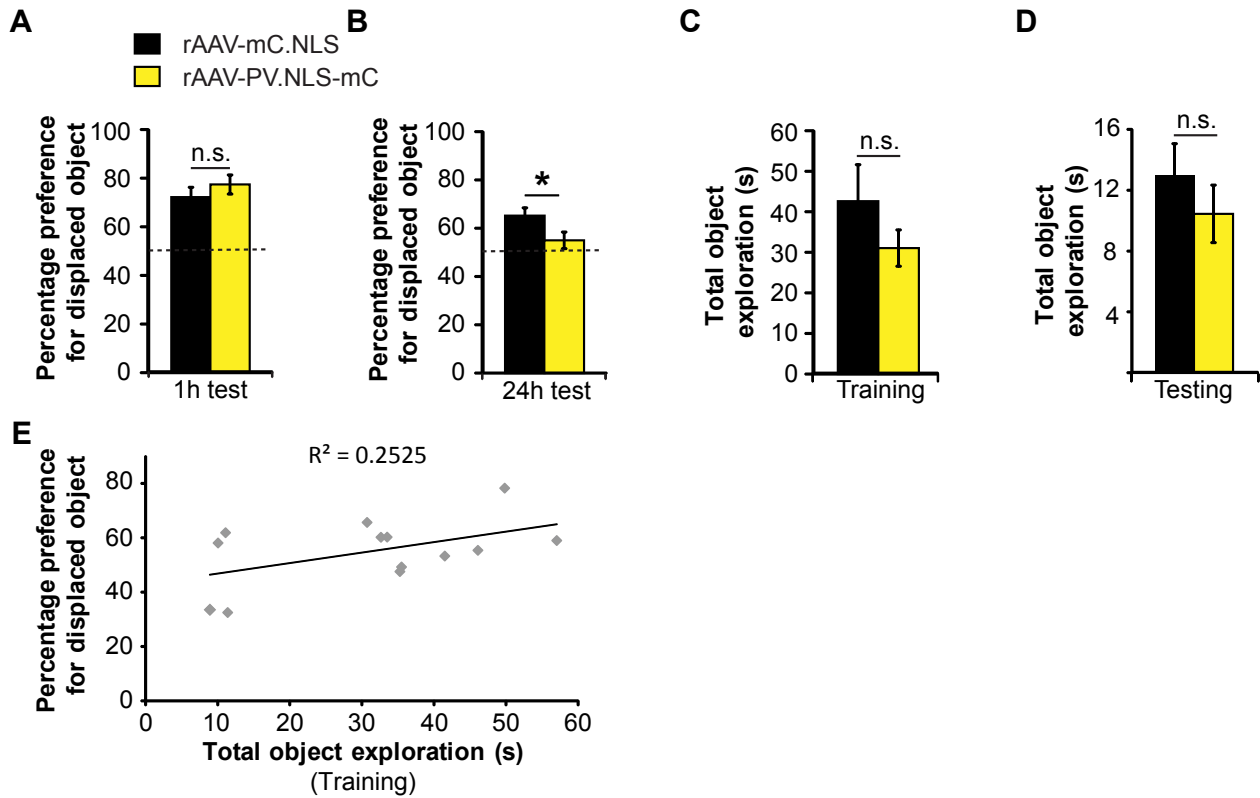 A
B
C
D
rAAV-mC.NLS
rAAV-PV.NLS-mC
Percentage preference
for displaced object
100
80
60
40
20
0
n.s.
1h test
Percentage preference
for displaced object
100
80
60
40
20
0
*
24h test
Total object
exploration (s)
60
50
40
30
20
10
0
n.s.
Training
Total object
exploration (s)
16
12
8
4
n.s.
Testing
E
Percentage preference
for displaced object
80
60
40
20
0
R² = 0.2525
0 10 20 30 40 50 60
Total object exploration (s)
(Training)